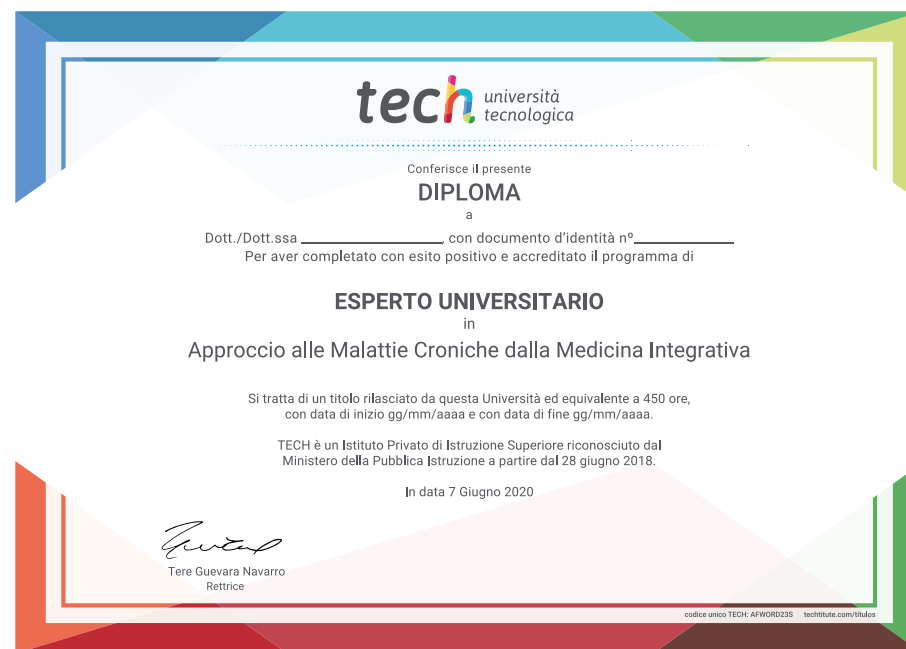 tech università
tecnologica
Conferisce il presente
DIPLOMA
a
Dott./Dott.ssa ____________________, con documento d'identità nº______________
Per aver completato con esito positivo e accreditato il programma di
ESPERTO UNIVERSITARIO
in
Approccio alle Malattie Croniche dalla Medicina Integrativa
Si tratta di un titolo rilasciato da questa Università ed equivalente a 450 ore,
con data di inizio gg/mm/aaaa e con data di fine gg/mm/aaaa.
TECH è un Istituto Privato di Istruzione Superiore riconosciuto dal
Ministero della Pubblica Istruzione a partire dal 28 giugno 2018.
In data 7 Giugno 2020
Tere Guevara Navarro
Rettrice
codice unico TECH: AFWORD23S techtitute.com/titulos